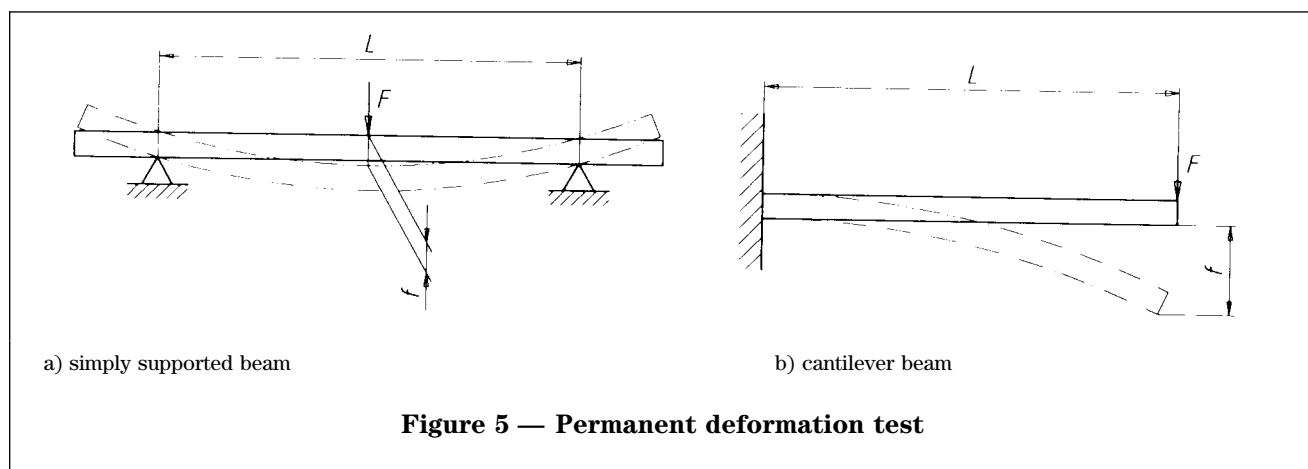 L
F
f
a) simply supported beam
L
F
f
b) cantilever beam
Figure 5 — Permanent deformation test